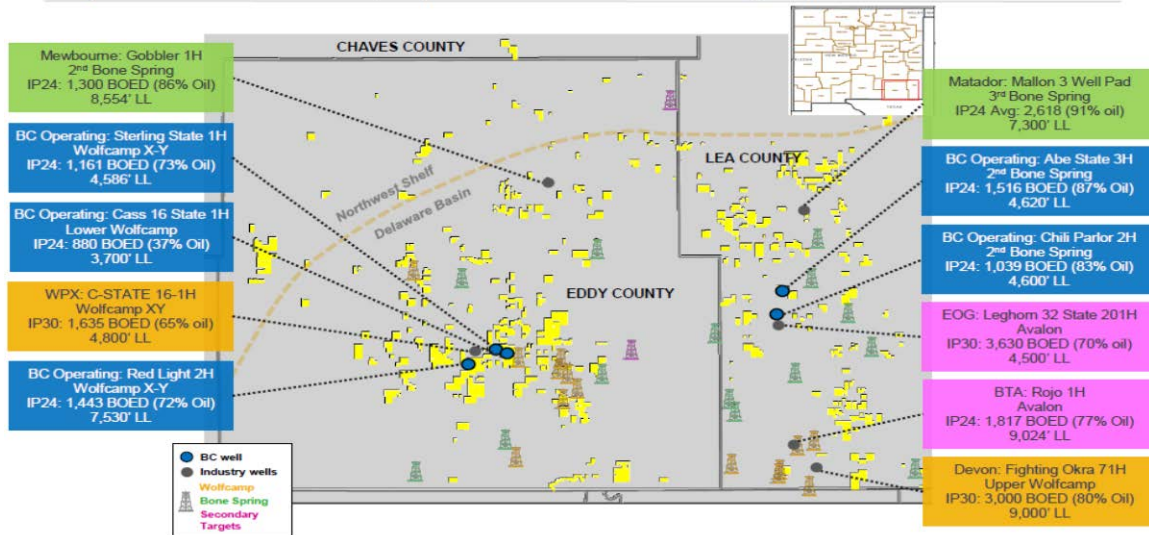 CHAVES COUNTY
Mewbourne: Gobbler 1H
2nd Bone Spring
IP24: 1,300 BOED (86% Oil)
8,554' LL
BC Operating: Sterling State 1H
Wolfcamp X-Y
IP24: 1,161 BOED (73% Oil)
4,586' LL
BC Operating: Cass 16 State 1H
Lower Wolfcamp
IP24: 880 BOED (37% Oil)
3,700' LL
WPX: C-STATE 16-1H
Wolfcamp XY
IP30: 1,635 BOED (65% oil)
4,800' LL
BC Operating: Red Light 2H
Wolfcamp X-Y
IP24: 1,443 BOED (72% Oil)
7,530' LL
Northwest Shelf
Delaware Basin
EDDY COUNTY
LEA COUNTY
Matador: Mallon 3 Well Pad
3rd Bone Spring
IP24 Avg: 2,618 (91% oil)
7,300' LL
BC Operating: Abe State 3H
2nd Bone Spring
IP24: 1,516 BOED (87% Oil)
4,620' LL
BC Operating: Chili Parlor 2H
2nd Bone Spring
IP24: 1,039 BOED (83% Oil)
4,600' LL
EOG: Leghorn 32 State 201H
Avalon
IP30: 3,630 BOED (70% oil)
4,500' LL
BTA: Rojo 1H
Avalon
IP24: 1,817 BOED (77% Oil)
9,024' LL
Devon: Fighting Okra 71H
Upper Wolfcamp
IP30: 3,000 BOED (80% Oil)
9,000' LL
BC well
Industry wells
Wolfcamp
Bone Spring
Secondary
Targets